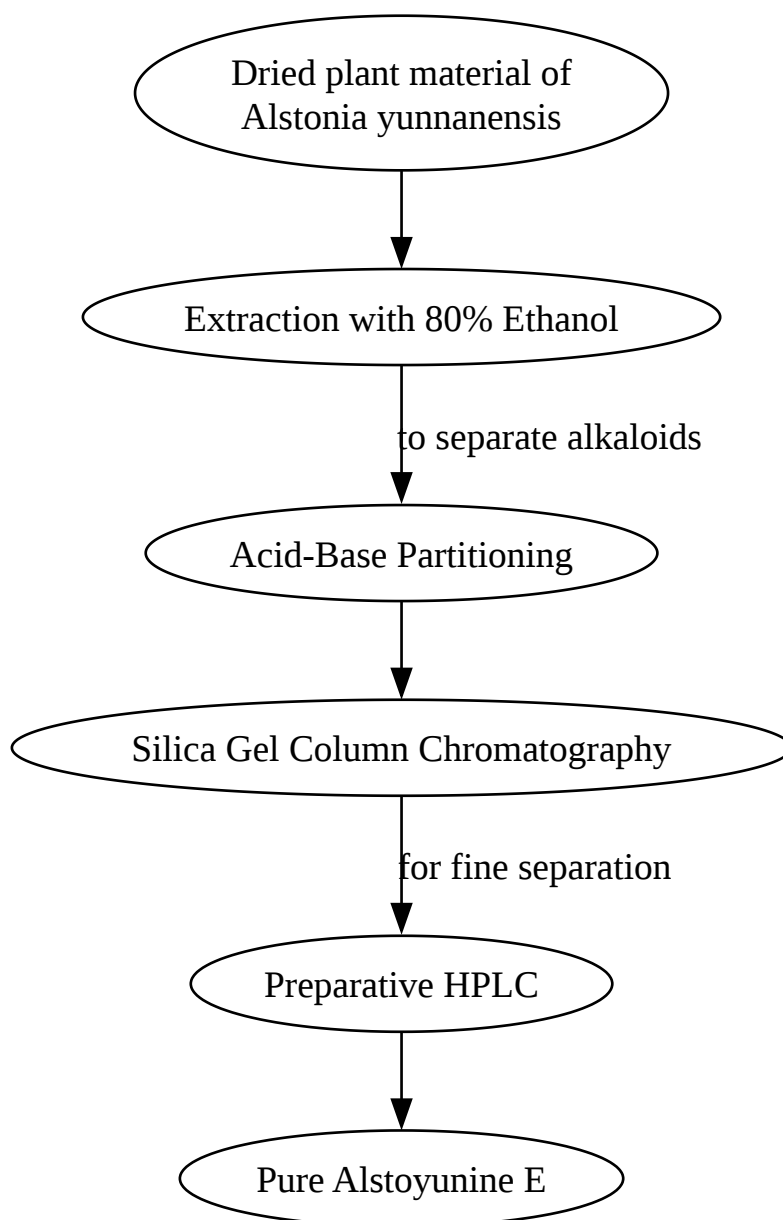 Dried plant material of
Alstonia yunnanensis
Extraction with 80% Ethanol
to separate alkaloids
Acid-Base Partitioning
Silica Gel Column Chromatography
for fine separation
Preparative HPLC
Pure Alstoyunine E